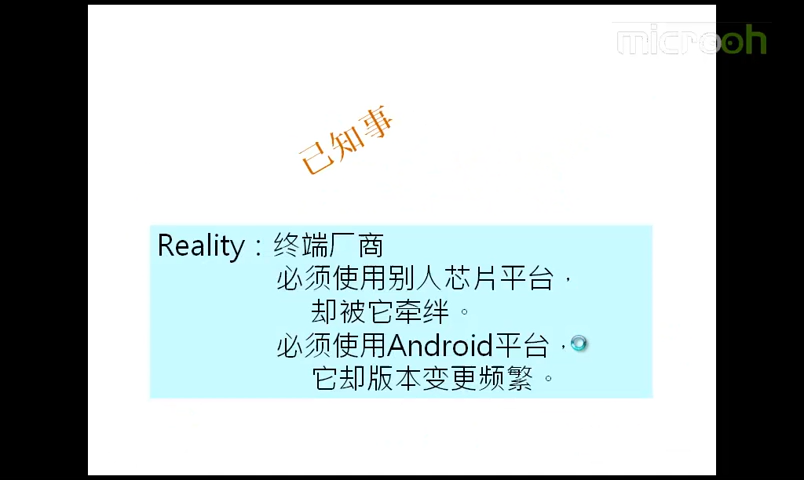 microoh
已知事
Reality：终端厂商
必须使用别人芯片平台，
却被它牵绊。
必须使用Android平台，
它却版本变更频繁。